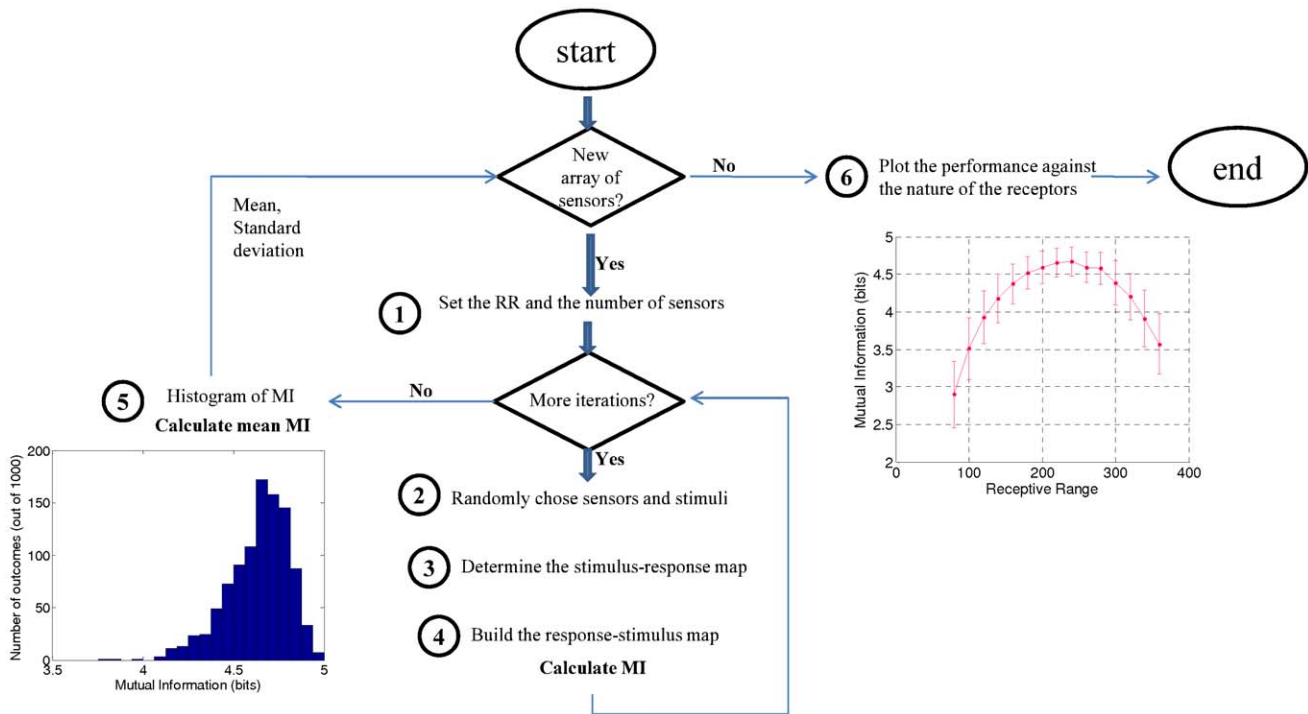 start
New
array of
sensors?
No
6
Plot the performance against
the nature of the receptors
end
Mean,
Standard
deviation
Yes
1
Set the RR and the number of sensors
5
Histogram of MI
Calculate mean MI
No
More iterations?
Yes
2
Randomly chose sensors and stimuli
3
Determine the stimulus-response map
4
Build the response-stimulus map
Calculate MI
200
150
100
50
0
3.5 4 4.5 5
Number of outcomes (out of 1000)
Mutual Information (bits)
5
4.5
4
3.5
3
2.5
2
0 100 200 300 400
Mutual Information (bits)
Receptive Range